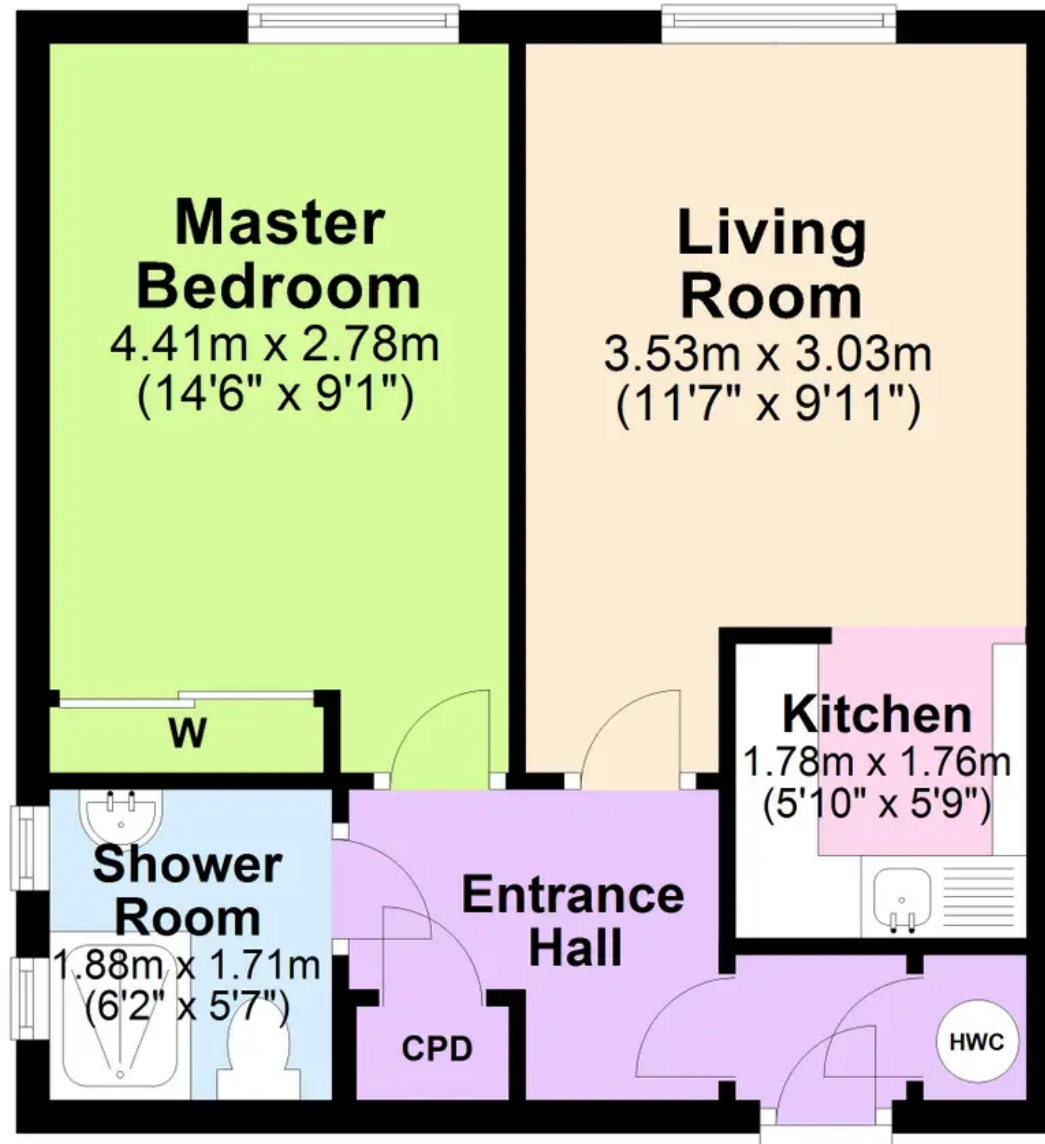 Master
Bedroom
4.41m x 2.78m
(14'6" x 9'1")
Living
Room
3.53m x 3.03m
(11'7" x 9'11")
W
Kitchen
1.78m x 1.76m
(5'10" x 5'9")
Shower
Room
1.88m x 1.71m
(6'2" x 5'7")
Entrance
Hall
CPD
HWC